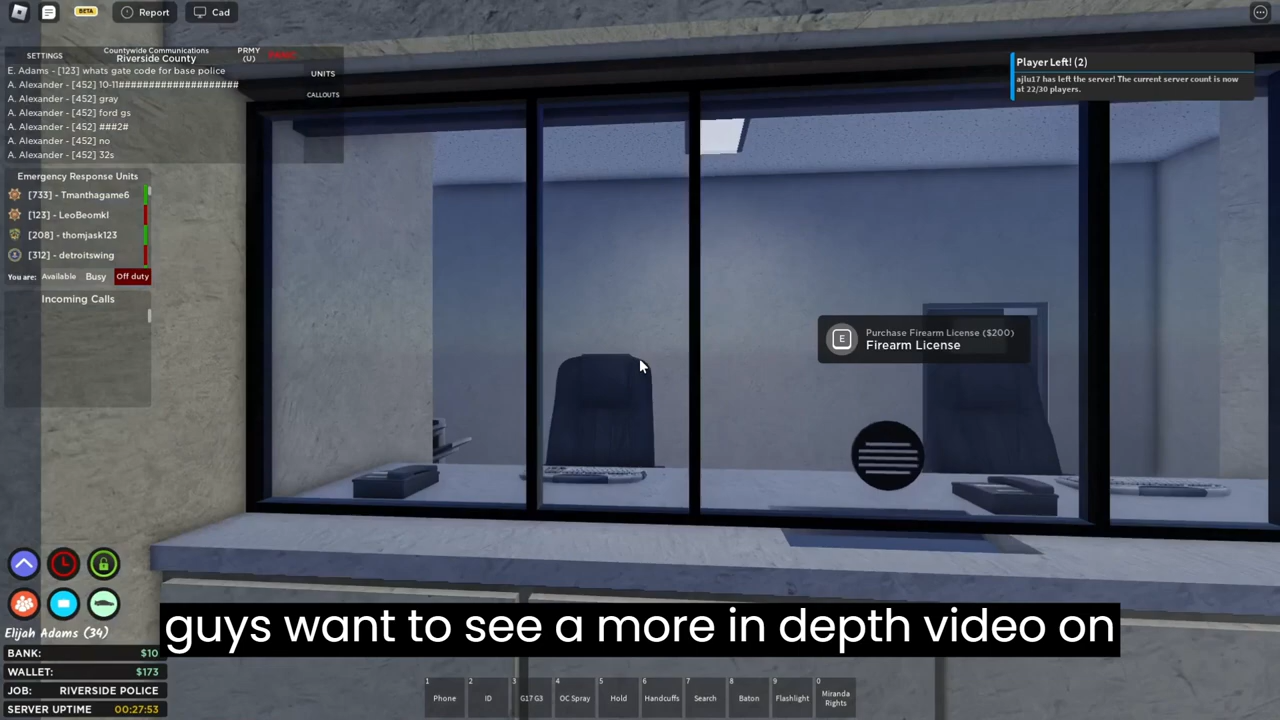 BETA
Report
Cad
SETTINGS
Countywide Communications
Riverside County
PRMY
(U)
UNITS
CALLOUTS
E. Adams - [123] whats gate code for base police
A. Alexander - [452] 10-11####################
A. Alexander - [452] gray
A. Alexander - [452] ford gs
A. Alexander - [452] ###2#
A. Alexander - [452] no
A. Alexander - [452] 32s
Emergency Response Units
[733] - Tmanthagame6
[123] - LeoBeomkl
[208] - thomjask123
[312] - detroitswing
You are: Available Busy Off duty
Incoming Calls
Player Left! (2)
ajlu17 has left the server! The current server count is now
at 22/30 players.
E
Purchase Firearm License ($200)
Firearm License
guys want to see a more in depth video on
Elijah Adams (34)
BANK: $10
WALLET: $173
JOB: RIVERSIDE POLICE
SERVER UPTIME 00:27:53
1 Phone
2 ID
3 G17 G3
4 OC Spray
5 Hold
6 Handcuffs
7 Search
8 Baton
9 Flashlight
0 Miranda
Rights